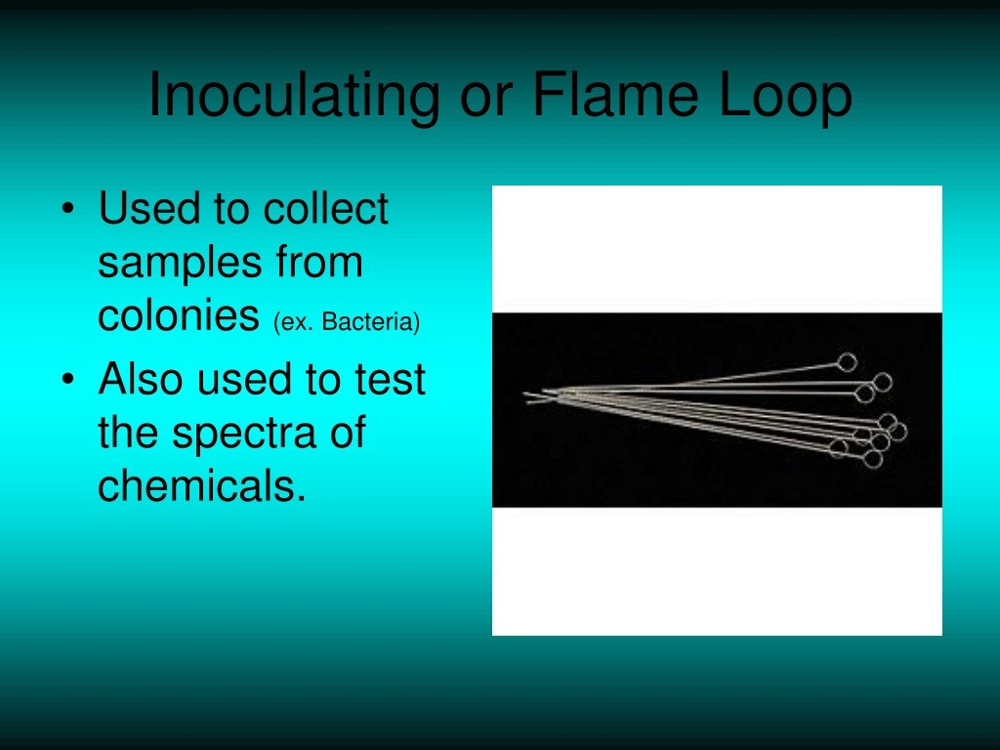 Inoculating or Flame Loop
• Used to collect
samples from
colonies (ex. Bacteria)
• Also used to test
the spectra of
chemicals.